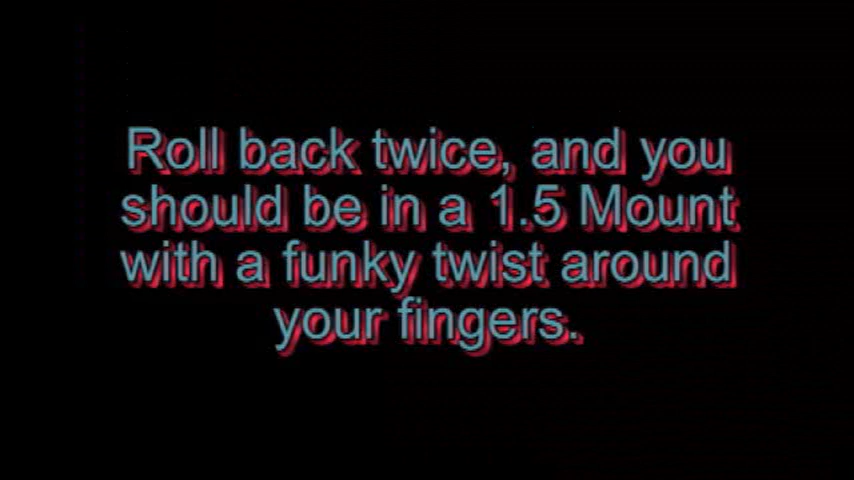 Roll back twice, and you
should be in a 1.5 Mount
with a funky twist around
your fingers.